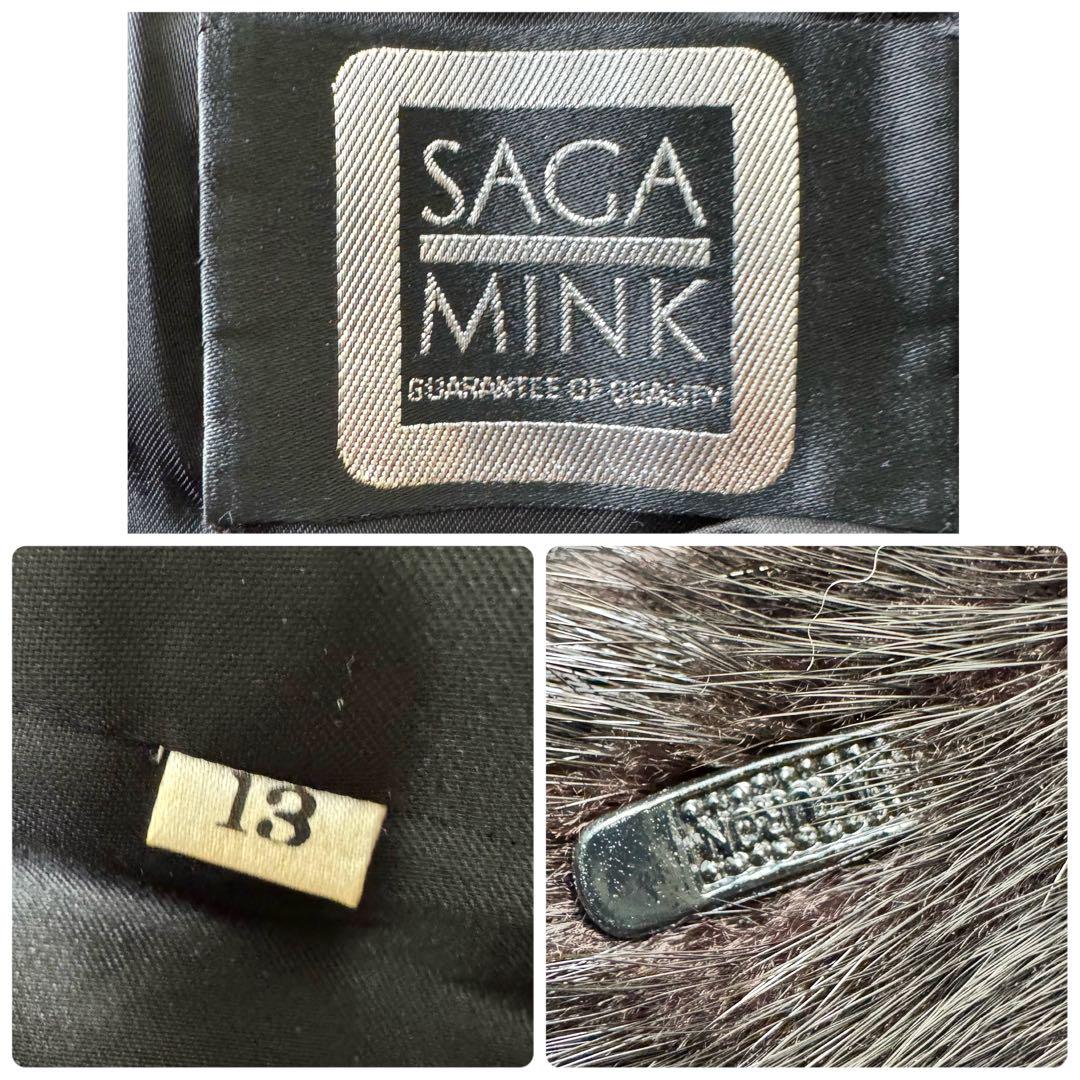 SAGA
MINK
GUARANTEE OF QUALITY
13